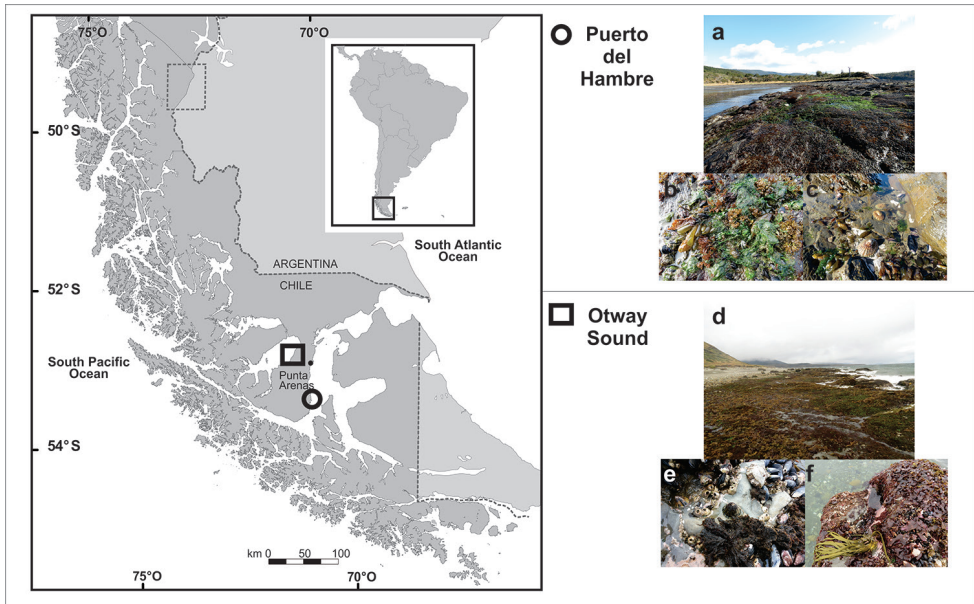 75°O
70°O
50°S
52°S
54°S
South Atlantic
Ocean
ARGENTINA
CHILE
South Pacific
Ocean
Punta
Arenas
km 0 50 100
75°O
70°O
Puerto
del
Hambre
a
b
c
Otway
Sound
d
e
f